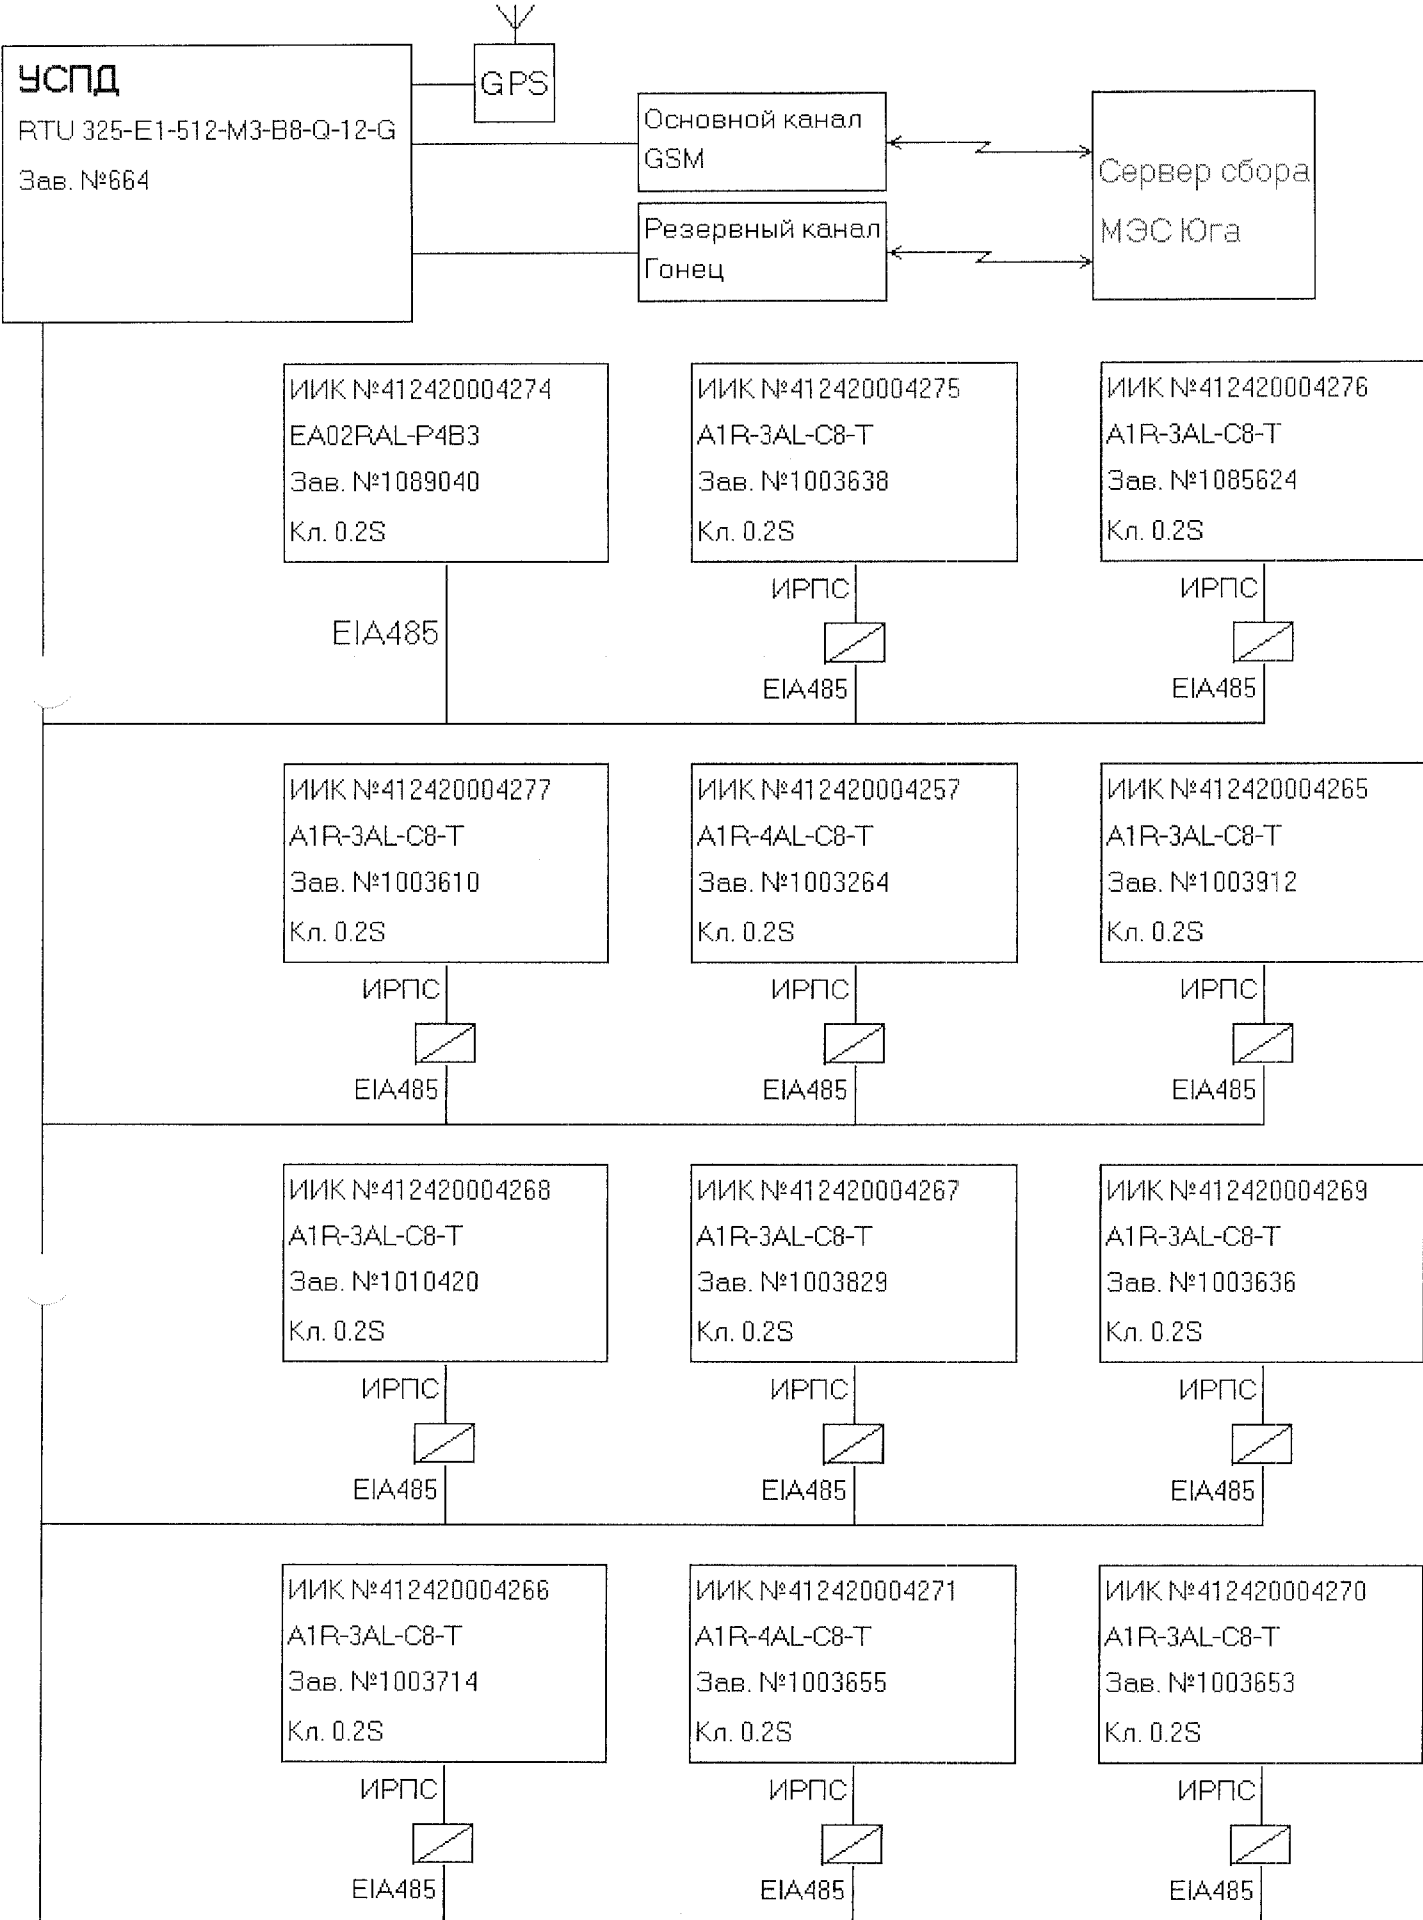 УСПД
RTU 325-E1-512-M3-B8-Q-12-G
Зав. №664
GPS
Основной канал
GSM
Резервный канал
Гонец
Сервер сбора
МЭС Юга
ИИК №412420004274
EA02RAL-P4B3
Зав. №1089040
Кл. 0.2S
EIA485
ИИК №412420004275
A1R-3AL-C8-T
Зав. №1003638
Кл. 0.2S
ИРПС
EIA485
ИИК №412420004276
A1R-3AL-C8-T
Зав. №1085624
Кл. 0.2S
ИРПС
EIA485
ИИК №412420004277
A1R-3AL-C8-T
Зав. №1003610
Кл. 0.2S
ИРПС
EIA485
ИИК №412420004257
A1R-4AL-C8-T
Зав. №1003264
Кл. 0.2S
ИРПС
EIA485
ИИК №412420004265
A1R-3AL-C8-T
Зав. №1003912
Кл. 0.2S
ИРПС
EIA485
ИИК №412420004268
A1R-3AL-C8-T
Зав. №1010420
Кл. 0.2S
ИРПС
EIA485
ИИК №412420004267
A1R-3AL-C8-T
Зав. №1003829
Кл. 0.2S
ИРПС
EIA485
ИИК №412420004269
A1R-3AL-C8-T
Зав. №1003636
Кл. 0.2S
ИРПС
EIA485
ИИК №412420004266
A1R-3AL-C8-T
Зав. №1003714
Кл. 0.2S
ИРПС
EIA485
ИИК №412420004271
A1R-4AL-C8-T
Зав. №1003655
Кл. 0.2S
ИРПС
EIA485
ИИК №412420004270
A1R-3AL-C8-T
Зав. №1003653
Кл. 0.2S
ИРПС
EIA485